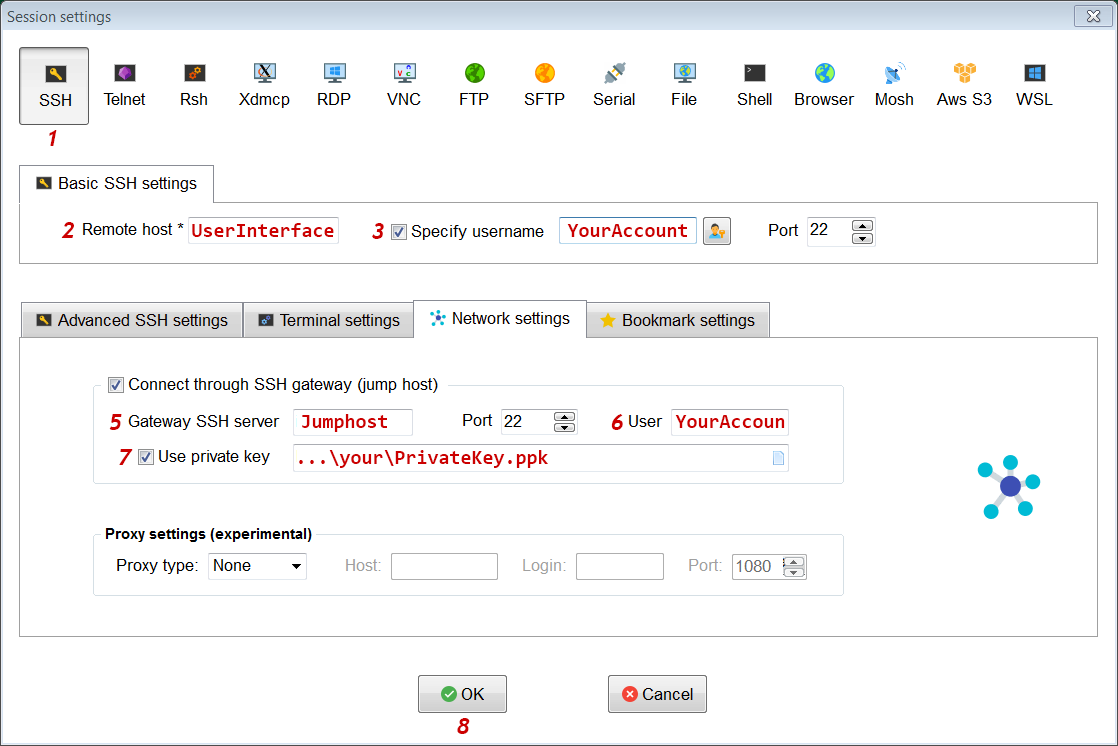 Session settings
SSH Telnet Rsh Xdmcp RDP VNC FTP SFTP Serial File Shell Browser Mosh Aws S3 WSL
1
Basic SSH settings
2 Remote host * UserInterface 3 Specify username YourAccount Port 22
Advanced SSH settings Terminal settings Network settings Bookmark settings
Connect through SSH gateway (jump host)
5 Gateway SSH server Jumphost Port 22 6 User YourAccoun
7 Use private key ...\your\PrivateKey.ppk
Proxy settings (experimental)
Proxy type: None Host: Login: Port: 1080
OK Cancel
8